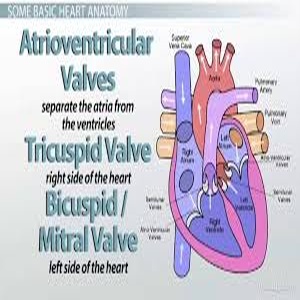 SOME BASIC HEART ANATOMY
Atrioventricular
Valves
separate the atria from
the ventricles
Tricuspid Valve
right side of the heart
Bicuspid /
Mitral Valve
left side of the heart
Superior
Vena Cava
Aorta
Pulmonary
Artery
Pulmonary
Vein
Right
Atrium
Left
Atrium
Atrio-Ventricular
Valves
Semilunar
Valves
Left
Ventricle
Semilunar
Valves
Atrio-Ventricular
Valves
Right
Ventricle